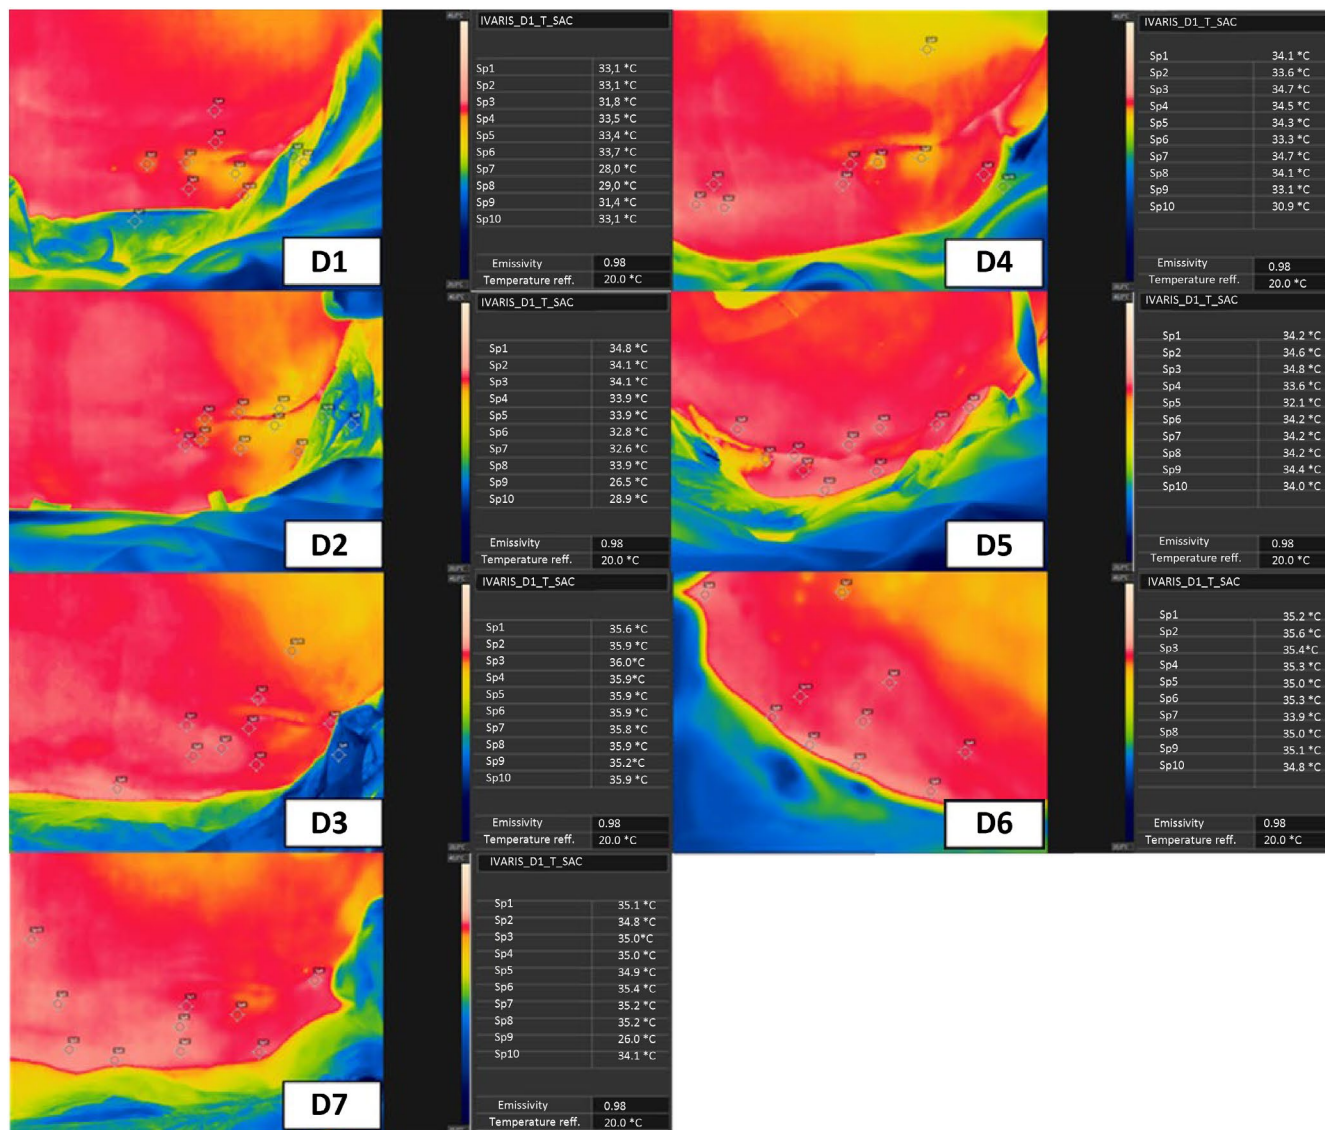 IVARIS_D1_T_SAC
Sp1 33,1 *C
Sp2 33,1 *C
Sp3 31,8 *C
Sp4 33,5 *C
Sp5 33,4 *C
Sp6 33,7 *C
Sp7 28,0 *C
Sp8 29,0 *C
Sp9 31,4 *C
Sp10 33,1 *C
Emissivity 0.98
Temperature reff. 20.0 *C
D1
IVARIS_D1_T_SAC
Sp1 34.1 *C
Sp2 33.6 *C
Sp3 34.7 *C
Sp4 34.5 *C
Sp5 34.3 *C
Sp6 33.3 *C
Sp7 34.7 *C
Sp8 34.1 *C
Sp9 33.1 *C
Sp10 30.9 *C
Emissivity 0.98
Temperature reff. 20.0 *C
D4
IVARIS_D1_T_SAC
Sp1 34.8 *C
Sp2 34.1 *C
Sp3 34.1 *C
Sp4 33.9 *C
Sp5 33.9 *C
Sp6 32.8 *C
Sp7 32.6 *C
Sp8 33.9 *C
Sp9 26.5 *C
Sp10 28.9 *C
Emissivity 0.98
Temperature reff. 20.0 *C
D2
IVARIS_D1_T_SAC
Sp1 34.2 *C
Sp2 34.6 *C
Sp3 34.8 *C
Sp4 33.6 *C
Sp5 32.1 *C
Sp6 34.2 *C
Sp7 34.2 *C
Sp8 34.2 *C
Sp9 34.4 *C
Sp10 34.0 *C
Emissivity 0.98
Temperature reff. 20.0 *C
D5
IVARIS_D1_T_SAC
Sp1 35.6 *C
Sp2 35.9 *C
Sp3 36.0*C
Sp4 35.9*C
Sp5 35.9 *C
Sp6 35.9 *C
Sp7 35.8 *C
Sp8 35.9 *C
Sp9 35.2*C
Sp10 35.9 *C
Emissivity 0.98
Temperature reff. 20.0 *C
D3
IVARIS_D1_T_SAC
Sp1 35.2 *C
Sp2 35.6 *C
Sp3 35.4*C
Sp4 35.3 *C
Sp5 35.0 *C
Sp6 35.3 *C
Sp7 33.9 *C
Sp8 35.0 *C
Sp9 35.1 *C
Sp10 34.8 *C
Emissivity 0.98
Temperature reff. 20.0 *C
D6
IVARIS_D1_T_SAC
Sp1 35.1 *C
Sp2 34.8 *C
Sp3 35.0*C
Sp4 35.0 *C
Sp5 34.9 *C
Sp6 35.4 *C
Sp7 35.2 *C
Sp8 35.2 *C
Sp9 26.0 *C
Sp10 34.1 *C
Emissivity 0.98
Temperature reff. 20.0 *C
D7